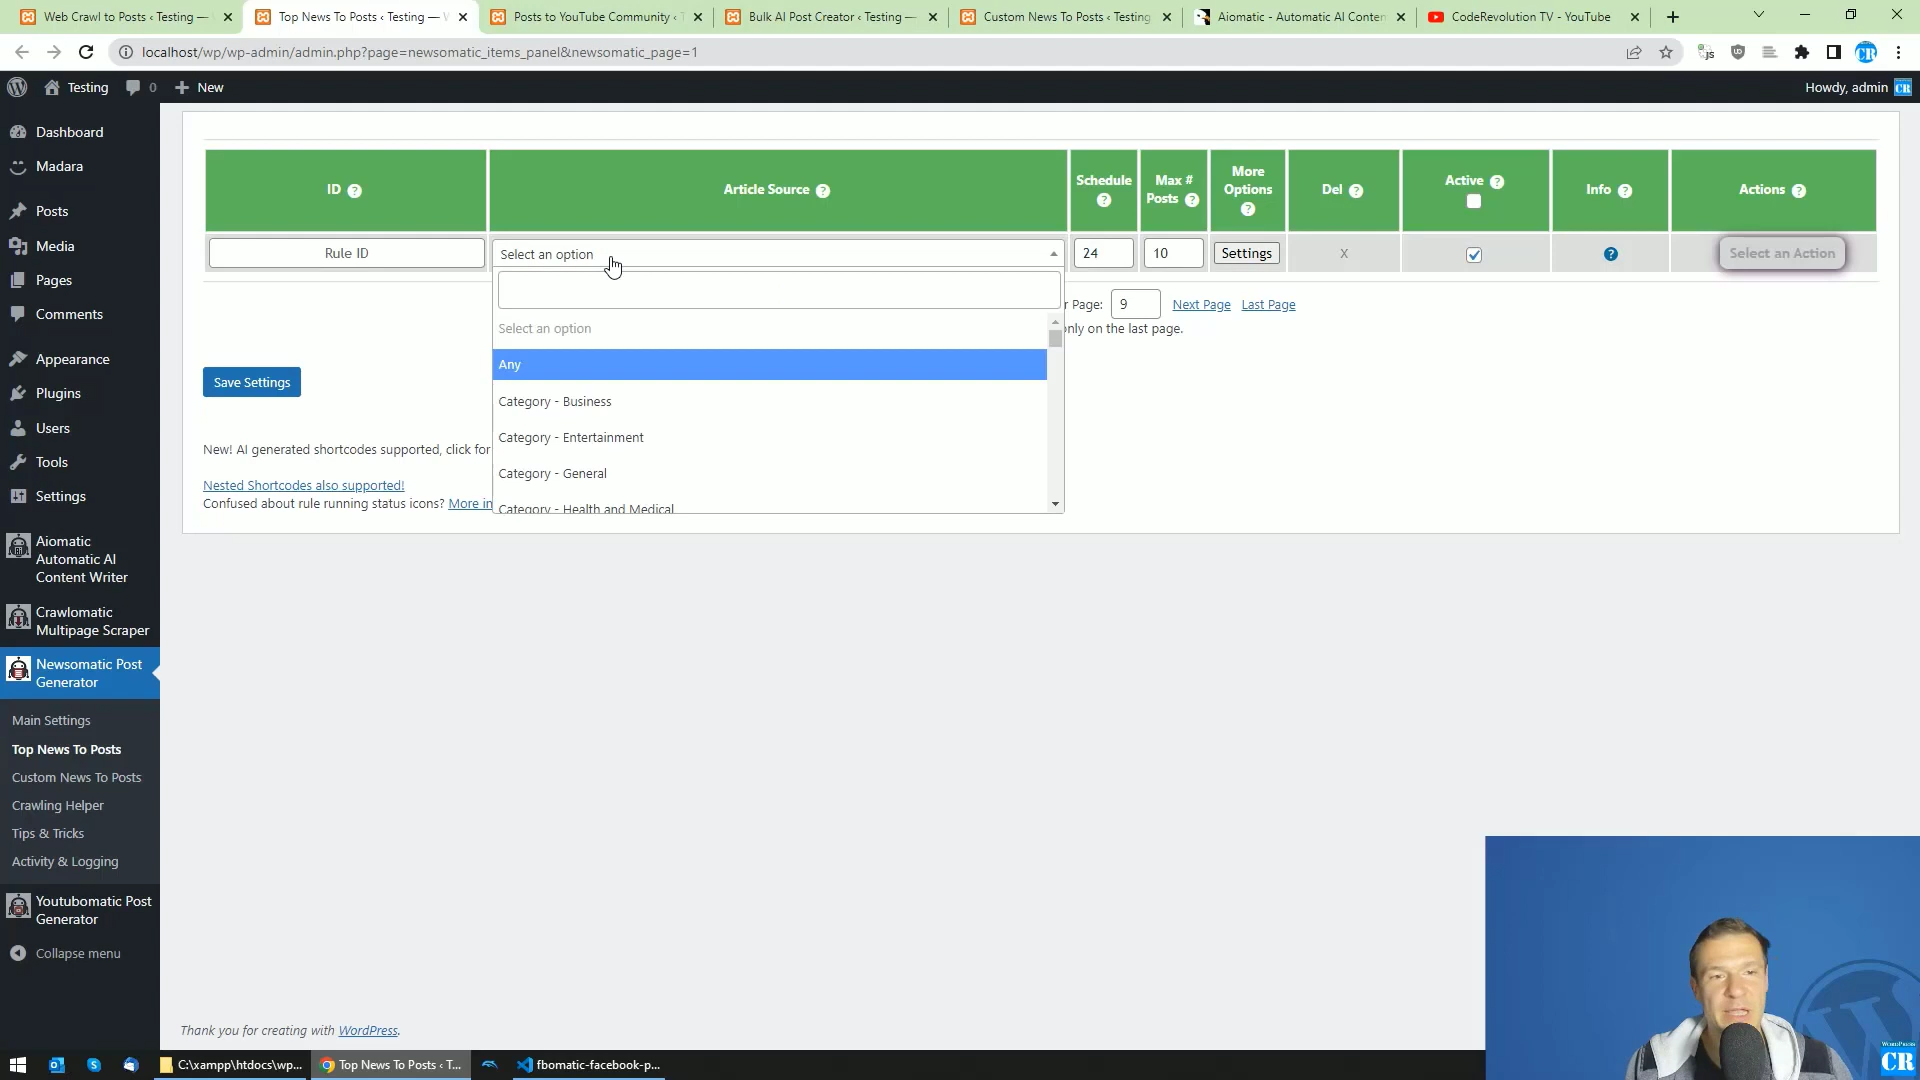 Web Crawl to Posts ‹ Testing —
Top News To Posts ‹ Testing — W
Posts to YouTube Community ‹ T
Bulk AI Post Creator ‹ Testing —
Custom News To Posts ‹ Testing
Aiomatic - Automatic AI Conten
CodeRevolution TV - YouTube
localhost/wp/wp-admin/admin.php?page=newsomatic_items_panel&newsomatic_page=1
Testing
0
New
Howdy, admin
CR
Dashboard
Madara
Posts
Media
Pages
Comments
Appearance
Plugins
Users
Tools
Settings
Aiomatic
Automatic AI
Content Writer
Crawlomatic
Multipage Scraper
Newsomatic Post
Generator
Main Settings
Top News To Posts
Custom News To Posts
Crawling Helper
Tips & Tricks
Activity & Logging
Youtubomatic Post
Generator
Collapse menu
ID ?
Article Source ?
Schedule ?
Max # Posts ?
More Options ?
Del ?
Active ?
Info ?
Actions ?
Rule ID
Select an option
24
10
Settings
X
?
Select an Action
Select an option
Any
Category - Business
Category - Entertainment
Category - General
Category - Health and Medical
r Page: 9 Next Page Last Page
only on the last page.
Save Settings
New! AI generated shortcodes supported, click for
Nested Shortcodes also supported!
Confused about rule running status icons? More in
Thank you for creating with WordPress.
C:\xampp\htdocs\wp...
Top News To Posts ‹ T...
fbomatic-facebook-p...
WORDPRESS
CR